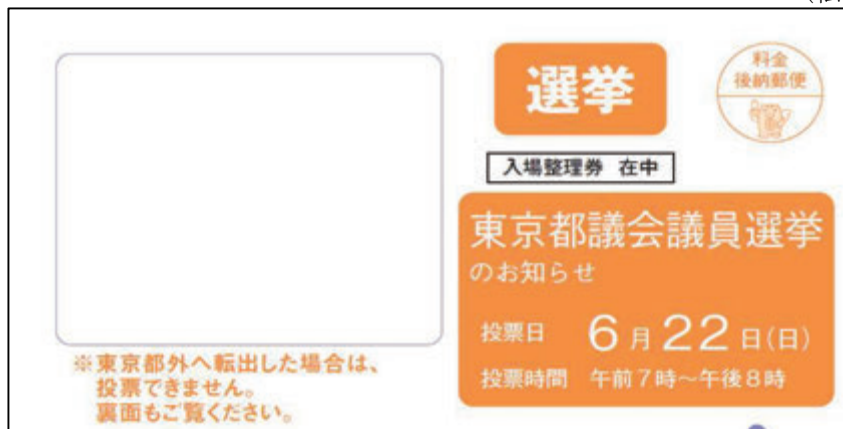 選挙
料金
後納郵便
入場整理券 在中
東京都議会議員選挙
のお知らせ
投票日 6月22日(日)
投票時間 午前7時~午後8時
※東京都外へ転出した場合は、
投票できません。
裏面もご覧ください。